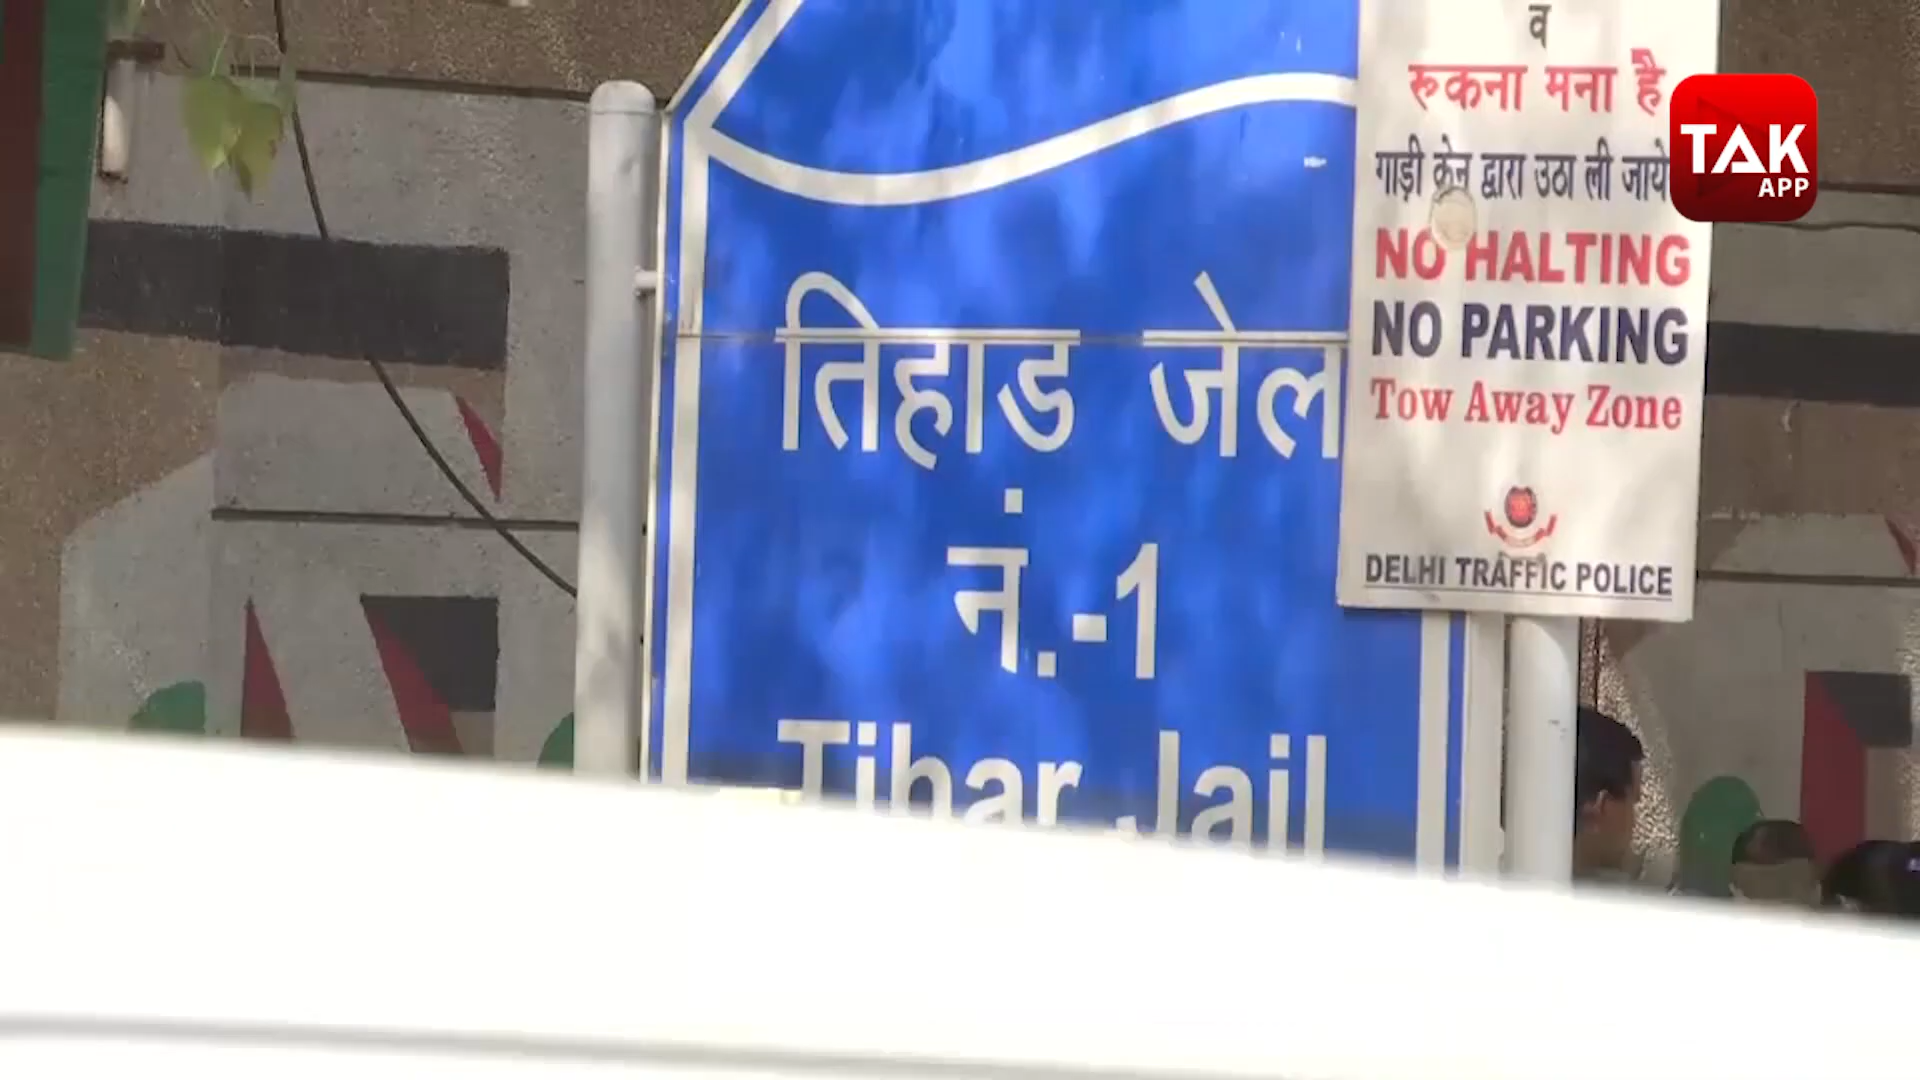 तिहाड जेल
नं.-1
Tihar Jail
व
रुकना मना है
गाड़ी क्रेन द्वारा उठा ली जाये
NO HALTING
NO PARKING
Tow Away Zone
DELHI TRAFFIC POLICE
TAK
APP